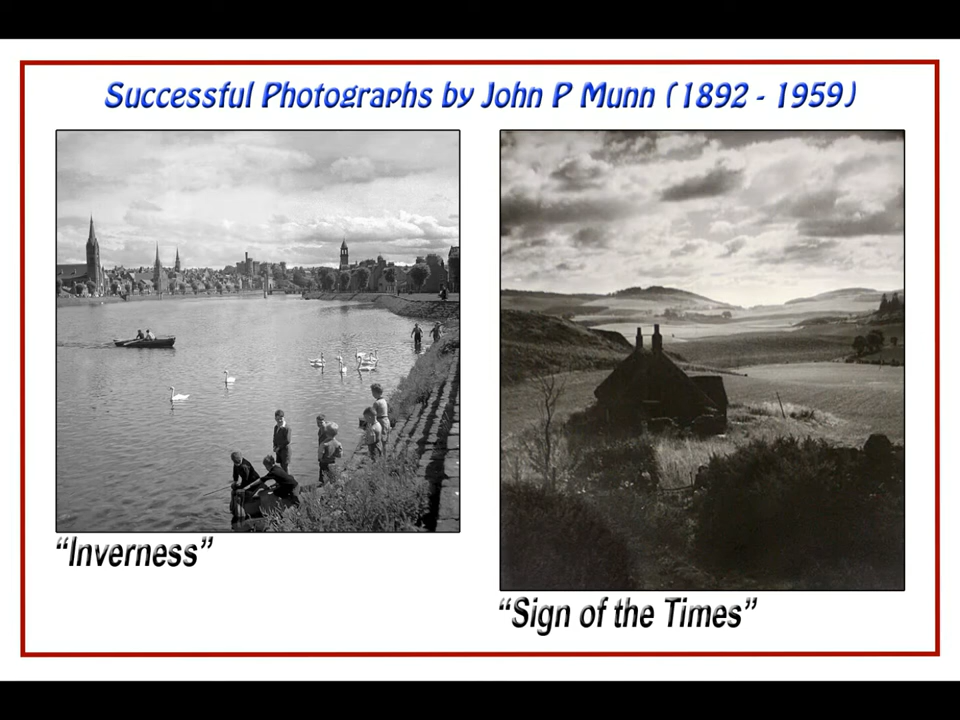 Successful Photographs by John P Munn (1892 - 1959)
“Inverness”
“Sign of the Times”